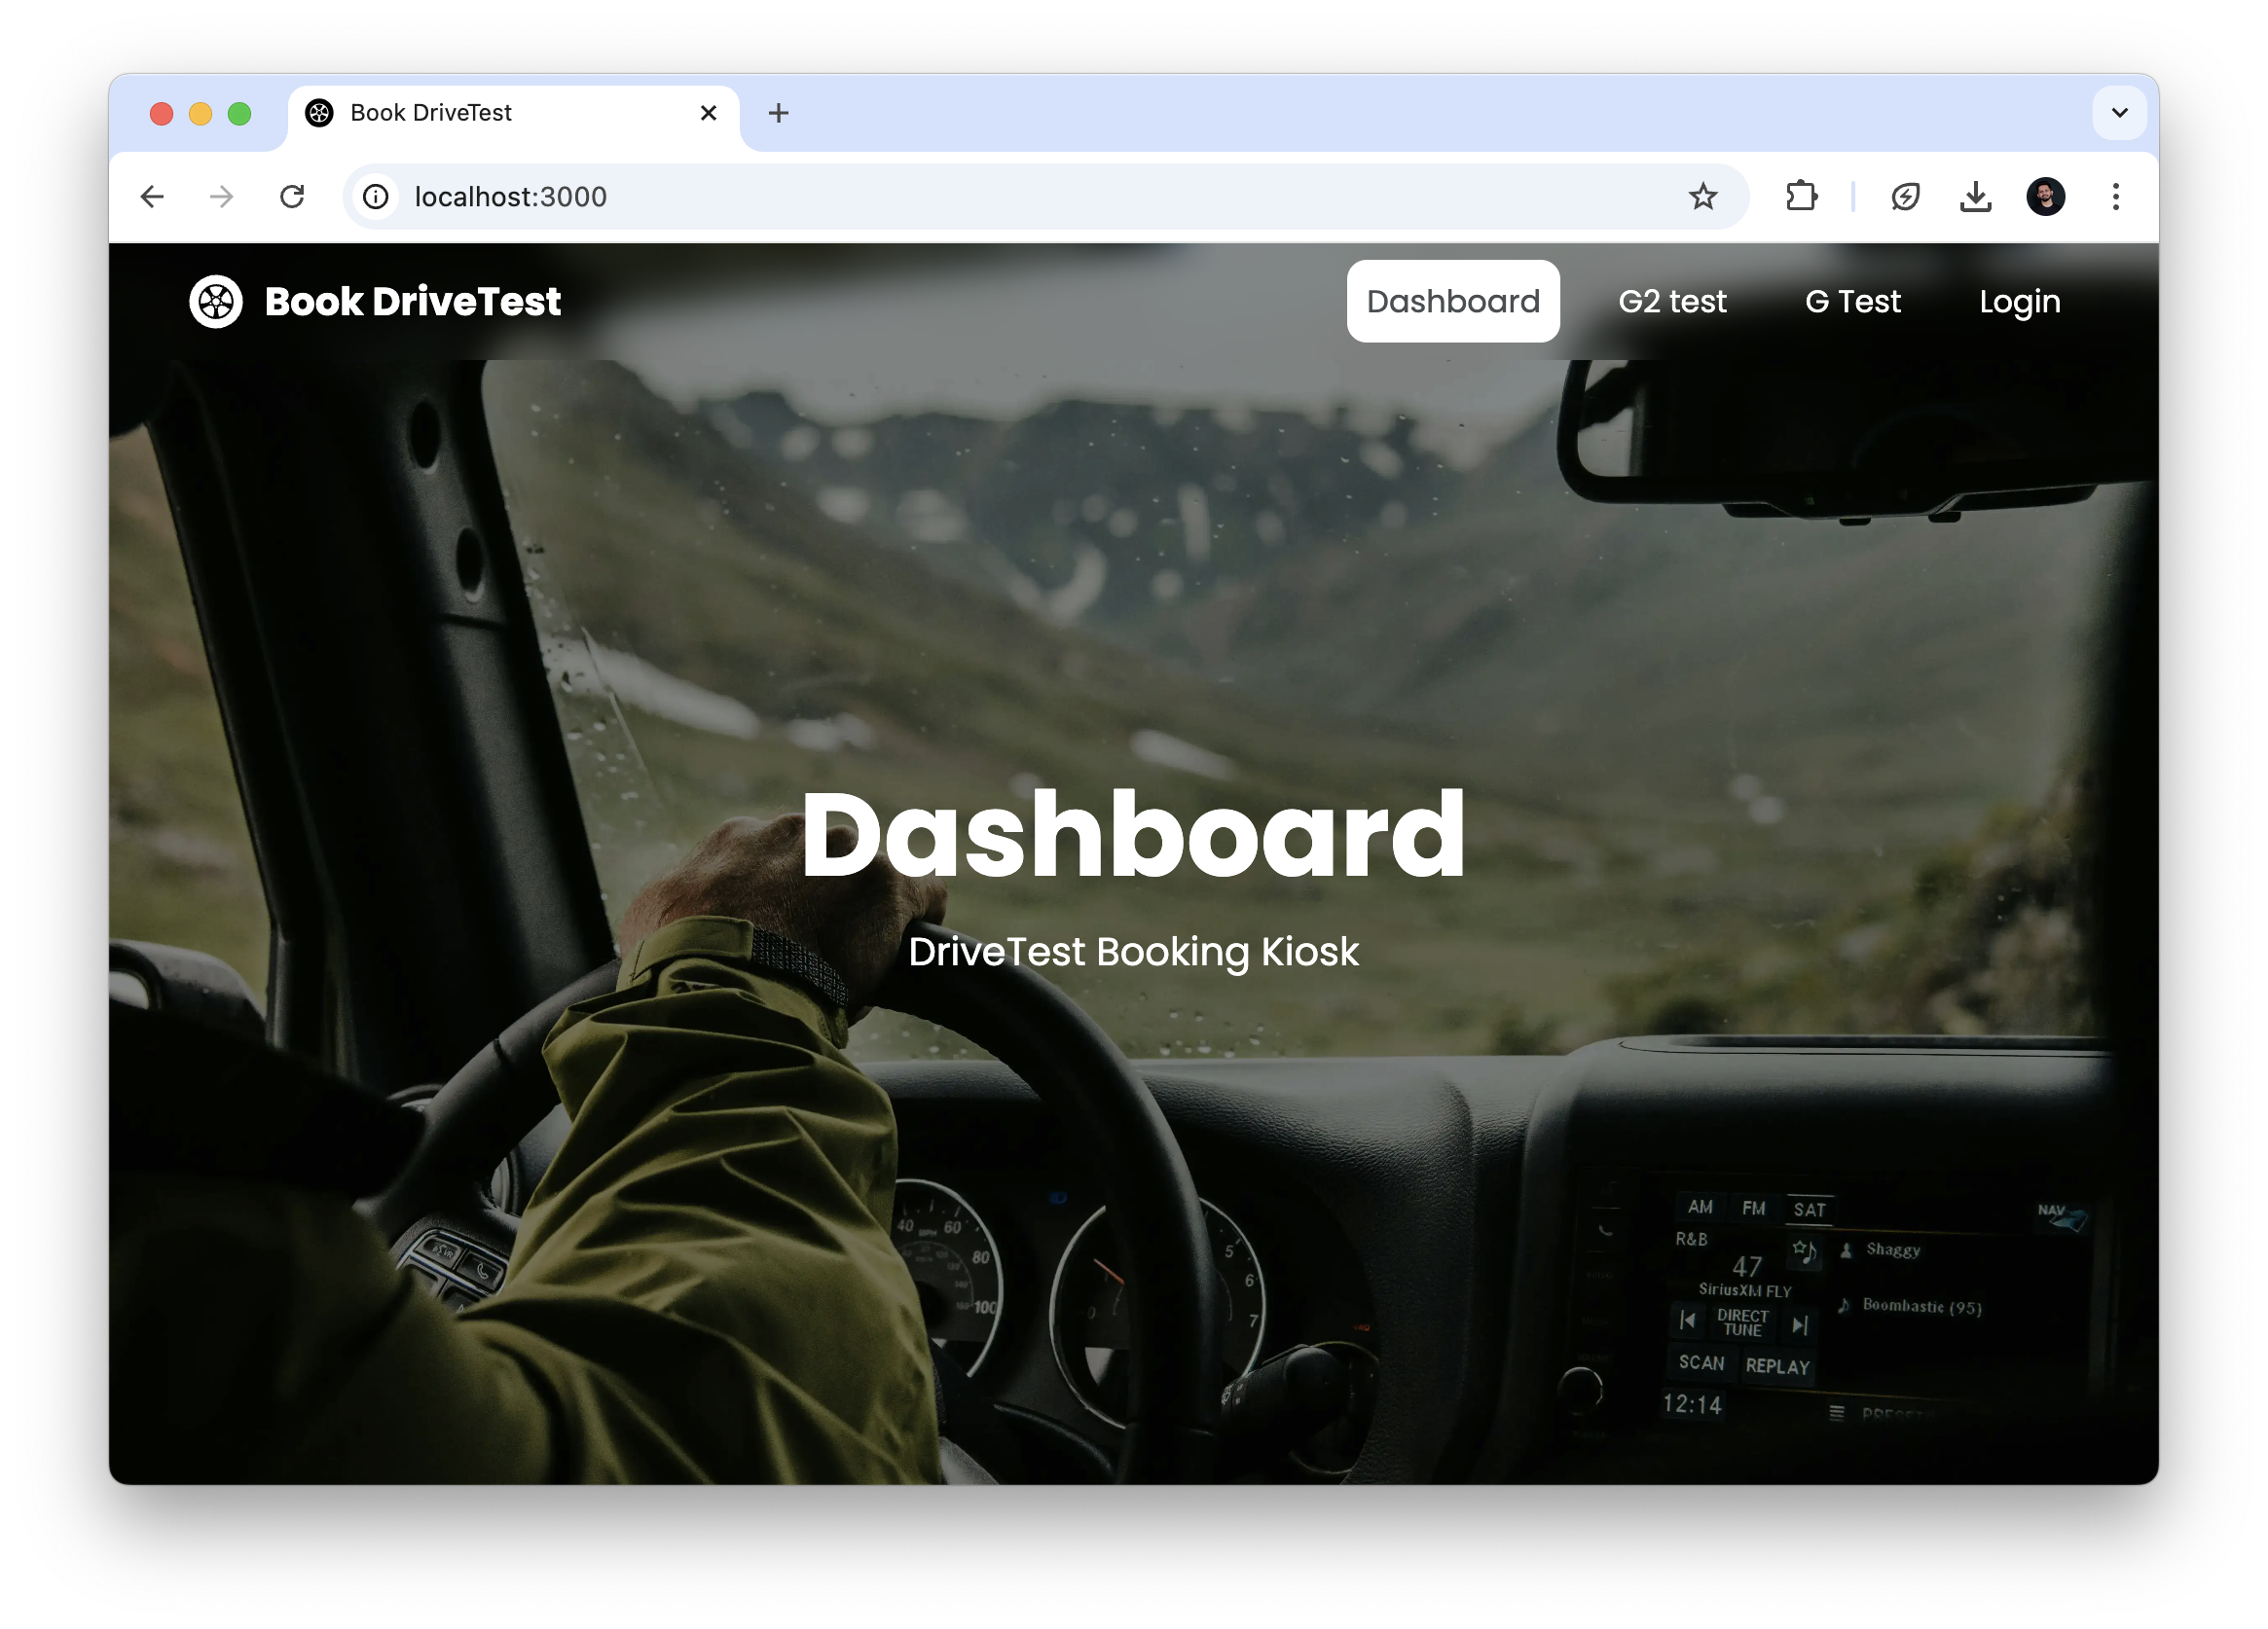 Book DriveTest
localhost:3000
Book DriveTest
Dashboard
G2 test
G Test
Login
Dashboard
DriveTest Booking Kiosk
40 60
MPH
80
100
5
6
7
0
AM FM SAT
NAV
R&B
47
Shaggy
SiriusXM FLY
Boombastic (95)
DIRECT
TUNE
SCAN REPLAY
12:14